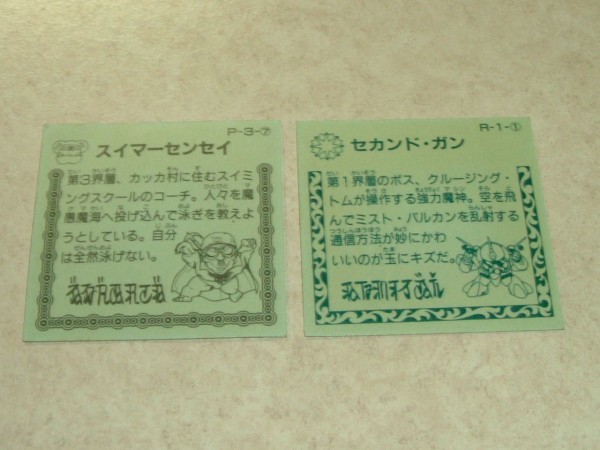 P-3-⑦
スイマーセンセイ
第3界層、カッカ村に住むスイミ
ングスクールのコーチ。人々を魔
愚魔海へ投げ込んで泳ぎを教えよ
うとしている。自分
は全然泳げない。
R-1-①
セカンド・ガン
第1界層のボス、クルージング・
トムが操作する強力魔神。空を飛
んでミスト・バルカンを乱射する
通信方法が妙にかわ
いいのが玉にキズだ。